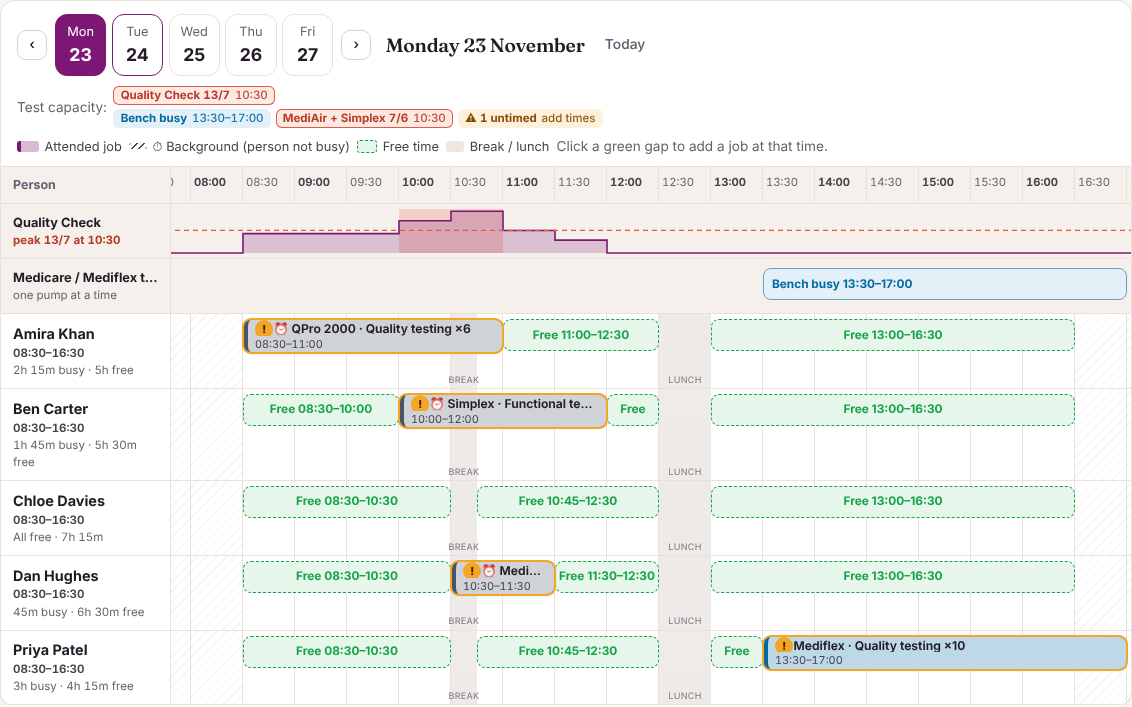 ‹
Mon
23
Tue
24
Wed
25
Thu
26
Fri
27
›
Monday 23 November
Today
Test capacity:
Quality Check 13/7 10:30
Bench busy 13:30–17:00
MediAir + Simplex 7/6 10:30
⚠ 1 untimed add times
Attended job
⏱ Background (person not busy)
Free time
Break / lunch
Click a green gap to add a job at that time.
Person
08:00
08:30
09:00
09:30
10:00
10:30
11:00
11:30
12:00
12:30
13:00
13:30
14:00
14:30
15:00
15:30
16:00
16:30
Quality Check
peak 13/7 at 10:30
Medicare / Mediflex t...
one pump at a time
Bench busy 13:30–17:00
Amira Khan
08:30–16:30
2h 15m busy · 5h free
!⏰ QPro 2000 · Quality testing ×6
08:30–11:00
Free 11:00–12:30
Free 13:00–16:30
BREAK
LUNCH
Ben Carter
08:30–16:30
1h 45m busy · 5h 30m
free
Free 08:30–10:00
!⏰ Simplex · Functional te...
10:00–12:00
Free
Free 13:00–16:30
BREAK
LUNCH
Chloe Davies
08:30–16:30
All free · 7h 15m
Free 08:30–10:30
Free 10:45–12:30
Free 13:00–16:30
BREAK
LUNCH
Dan Hughes
08:30–16:30
45m busy · 6h 30m free
Free 08:30–10:30
!⏰ Medi...
10:30–11:30
Free 11:30–12:30
Free 13:00–16:30
BREAK
LUNCH
Priya Patel
08:30–16:30
3h busy · 4h 15m free
Free 08:30–10:30
Free 10:45–12:30
Free
! Mediflex · Quality testing ×10
13:30–17:00
BREAK
LUNCH